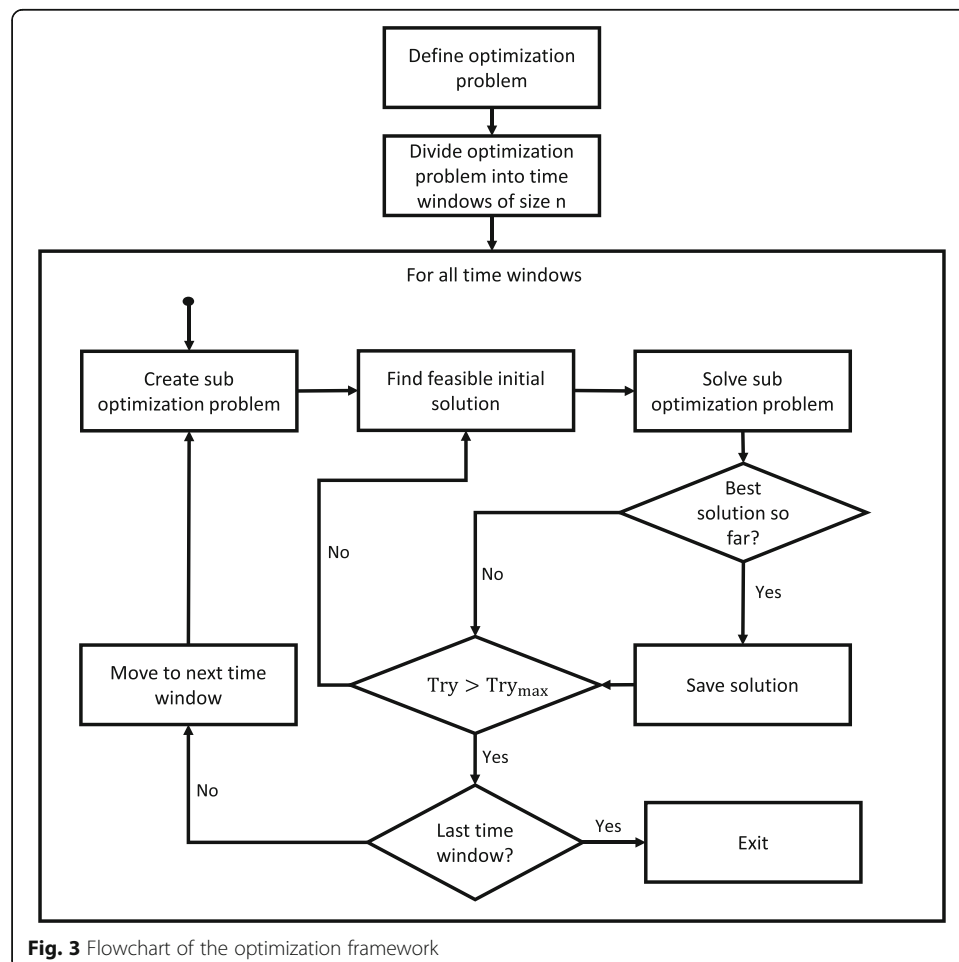 Define optimization
problem
Divide optimization
problem into time
windows of size n
For all time windows
Create sub
optimization problem
Find feasible initial
solution
Solve sub
optimization problem
Best
solution so
far?
No
No
Yes
Move to next time
window
Try > Trymax
Save solution
Yes
No
Last time
window?
Yes
Exit
Fig. 3 Flowchart of the optimization framework